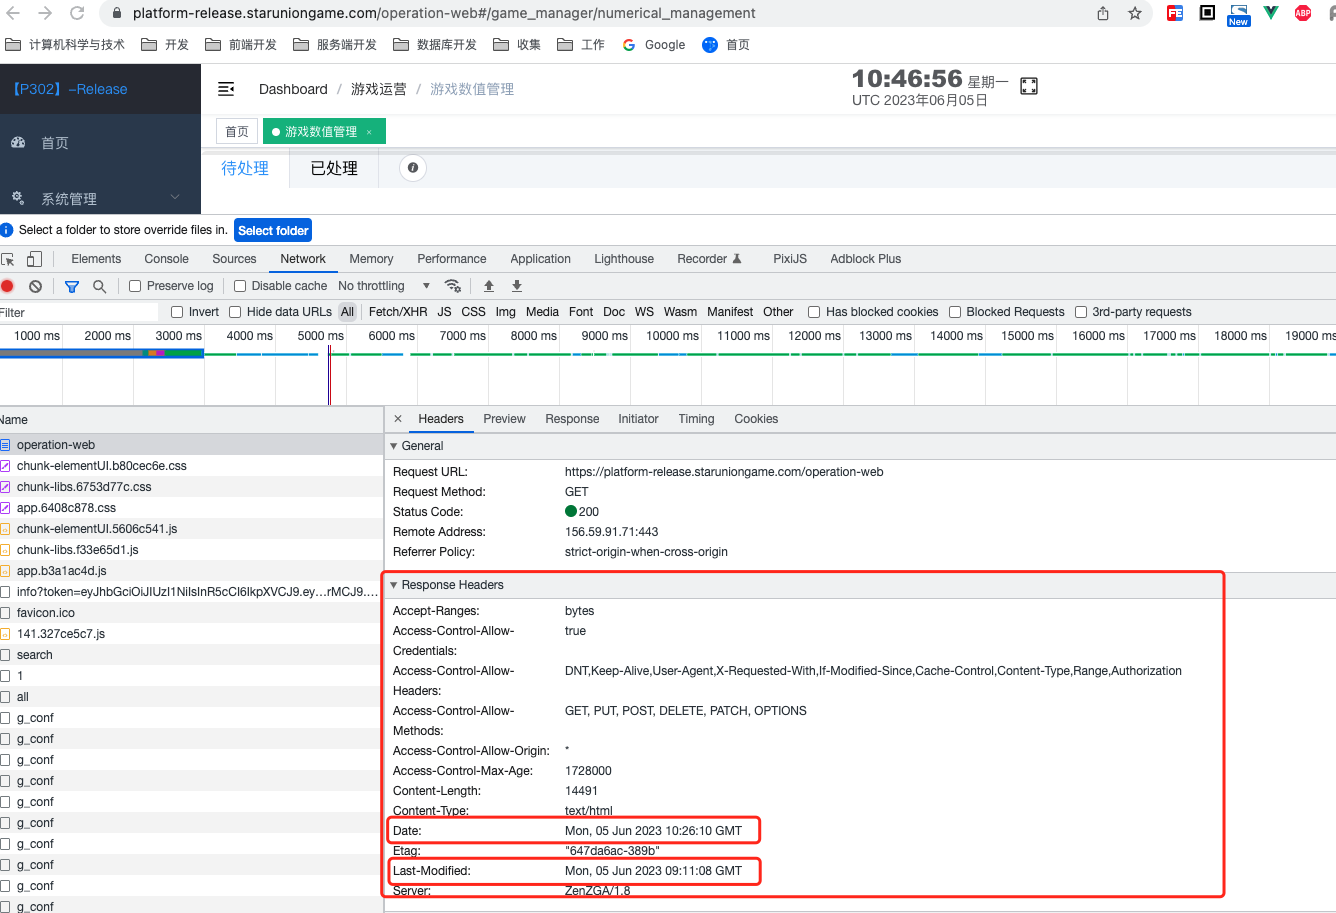 platform-release.staruniongame.com/operation-web#/game_manager/numerical_management
FE New ABP
计算机科学与技术 开发 前端开发 服务端开发 数据库开发 收集 工作 Google 首页
【P302】-Release
Dashboard / 游戏运营 / 游戏数值管理
10:46:56 星期一
UTC 2023年06月05日
首页 游戏数值管理 ×
首页
待处理 已处理
系统管理
Select a folder to store override files in. Select folder
Elements Console Sources Network Memory Performance Application Lighthouse Recorder PixiJS Adblock Plus
Preserve log Disable cache No throttling
Filter Invert Hide data URLs All Fetch/XHR JS CSS Img Media Font Doc WS Wasm Manifest Other Has blocked cookies Blocked Requests 3rd-party requests
1000 ms 2000 ms 3000 ms 4000 ms 5000 ms 6000 ms 7000 ms 8000 ms 9000 ms 10000 ms 11000 ms 12000 ms 13000 ms 14000 ms 15000 ms 16000 ms 17000 ms 18000 ms 19000 ms
Name
operation-web
chunk-elementUI.b80cec6e.css
chunk-libs.6753d77c.css
app.6408c878.css
chunk-elementUI.5606c541.js
chunk-libs.f33e65d1.js
app.b3a1ac4d.js
info?token=eyJhbGciOiJIUzI1NiIsInR5cCI6IkpXVCJ9.ey…rMCJ9.…
favicon.ico
141.327ce5c7.js
search
1
all
g_conf
g_conf
g_conf
g_conf
g_conf
g_conf
g_conf
g_conf
g_conf
g_conf
× Headers Preview Response Initiator Timing Cookies
General
Request URL: https://platform-release.staruniongame.com/operation-web
Request Method: GET
Status Code: 200
Remote Address: 156.59.91.71:443
Referrer Policy: strict-origin-when-cross-origin
Response Headers
Accept-Ranges: bytes
Access-Control-Allow- true
Credentials:
Access-Control-Allow- DNT,Keep-Alive,User-Agent,X-Requested-With,If-Modified-Since,Cache-Control,Content-Type,Range,Authorization
Headers:
Access-Control-Allow- GET, PUT, POST, DELETE, PATCH, OPTIONS
Methods:
Access-Control-Allow-Origin: *
Access-Control-Max-Age: 1728000
Content-Length: 14491
Content-Type: text/html
Date: Mon, 05 Jun 2023 10:26:10 GMT
Etag: "647da6ac-389b"
Last-Modified: Mon, 05 Jun 2023 09:11:08 GMT
Server: ZenZGA/1.8